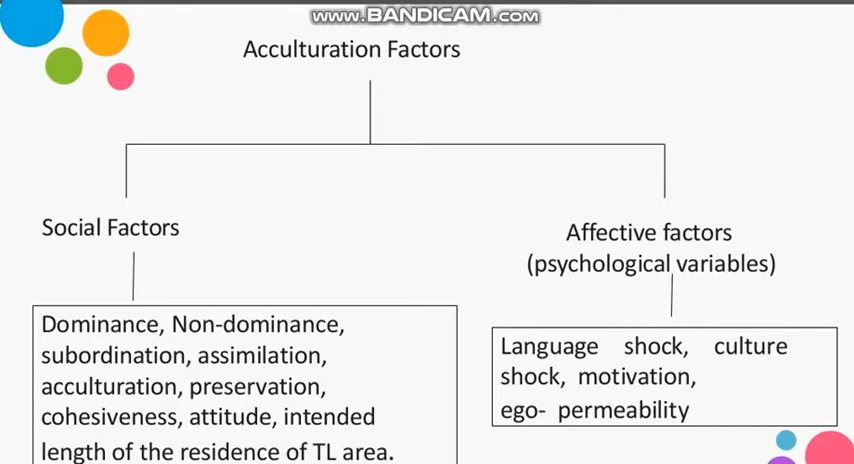 WWW.BANDICAM.COM
Acculturation Factors
Social Factors
Affective factors
(psychological variables)
Dominance, Non-dominance,
subordination, assimilation,
acculturation, preservation,
cohesiveness, attitude, intended
length of the residence of TL area.
Language shock, culture
shock, motivation,
ego- permeability